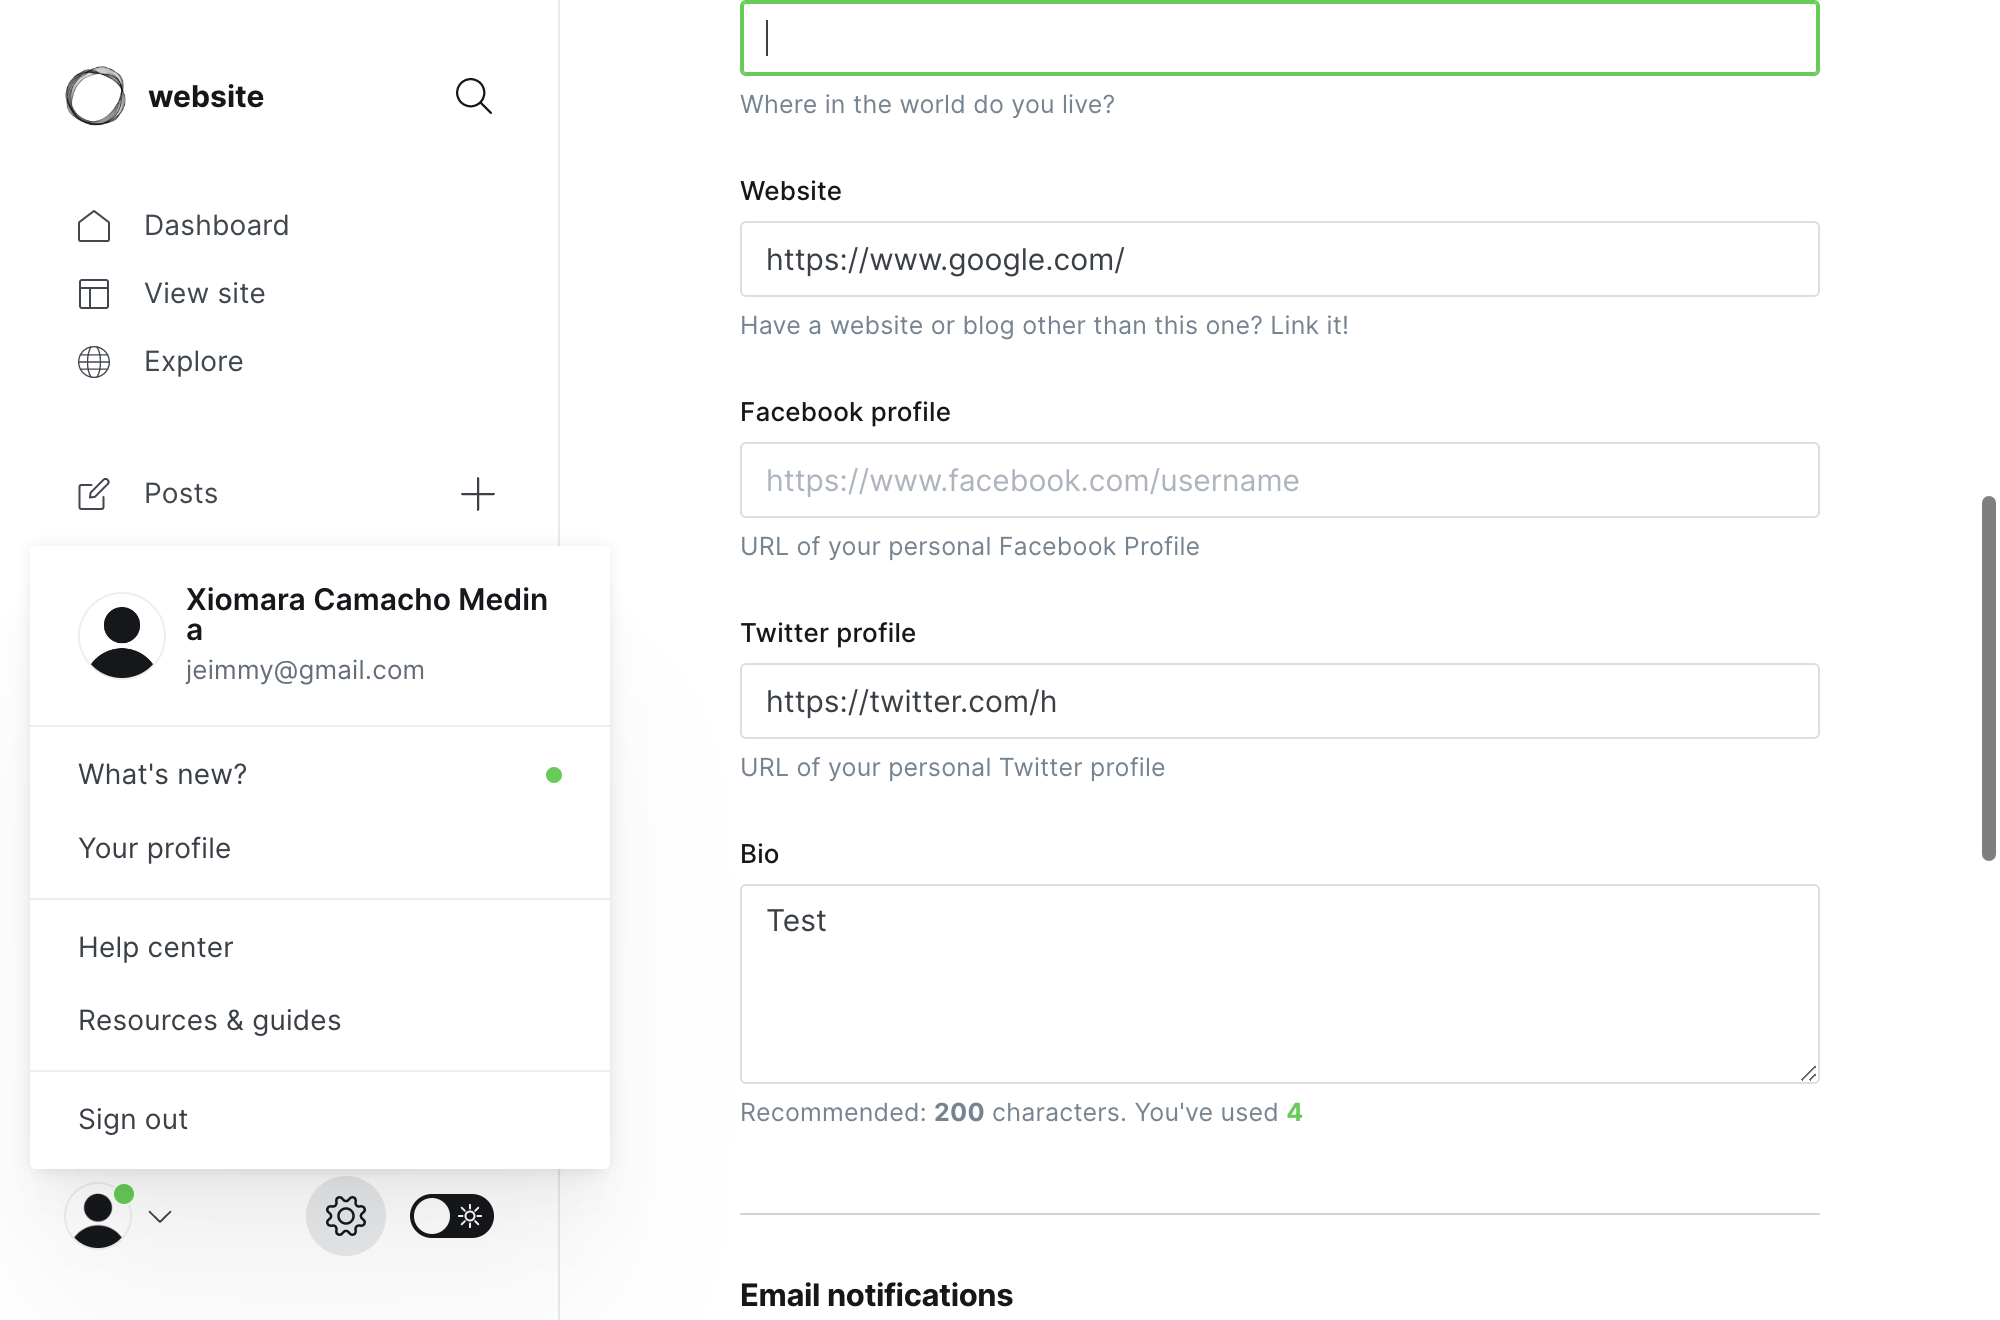 website
Dashboard
View site
Explore
Posts
Xiomara Camacho Medin
a
jeimmy@gmail.com
What's new?
Your profile
Help center
Resources & guides
Sign out
Where in the world do you live?
Website
https://www.google.com/
Have a website or blog other than this one? Link it!
Facebook profile
https://www.facebook.com/username
URL of your personal Facebook Profile
Twitter profile
https://twitter.com/h
URL of your personal Twitter profile
Bio
Test
Recommended: 200 characters. You've used 4
Email notifications